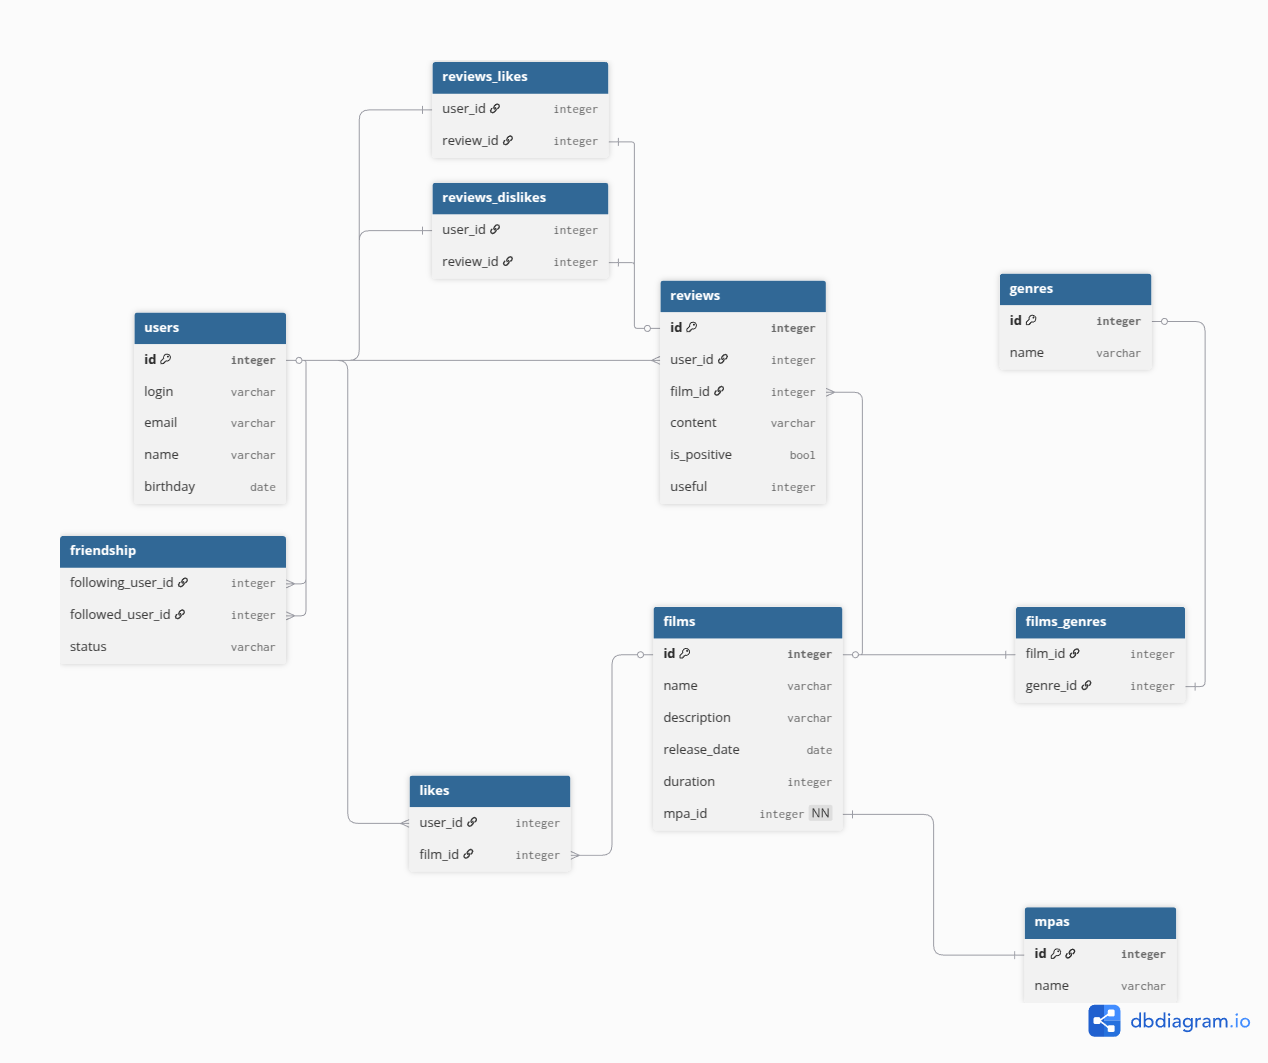 reviews_likes
user_id integer
review_id integer
reviews_dislikes
user_id integer
review_id integer
reviews
id integer
user_id integer
film_id integer
content varchar
is_positive bool
useful integer
genres
id integer
name varchar
users
id integer
login varchar
email varchar
name varchar
birthday date
friendship
following_user_id integer
followed_user_id integer
status varchar
films
id integer
name varchar
description varchar
release_date date
duration integer
mpa_id integer NN
films_genres
film_id integer
genre_id integer
likes
user_id integer
film_id integer
mpas
id integer
name varchar
dbdiagram.io